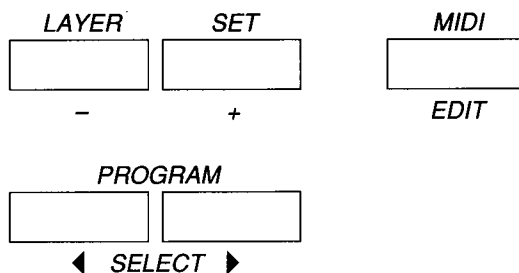 LAYER SET MIDI
− + EDIT
PROGRAM
◀ SELECT ▶